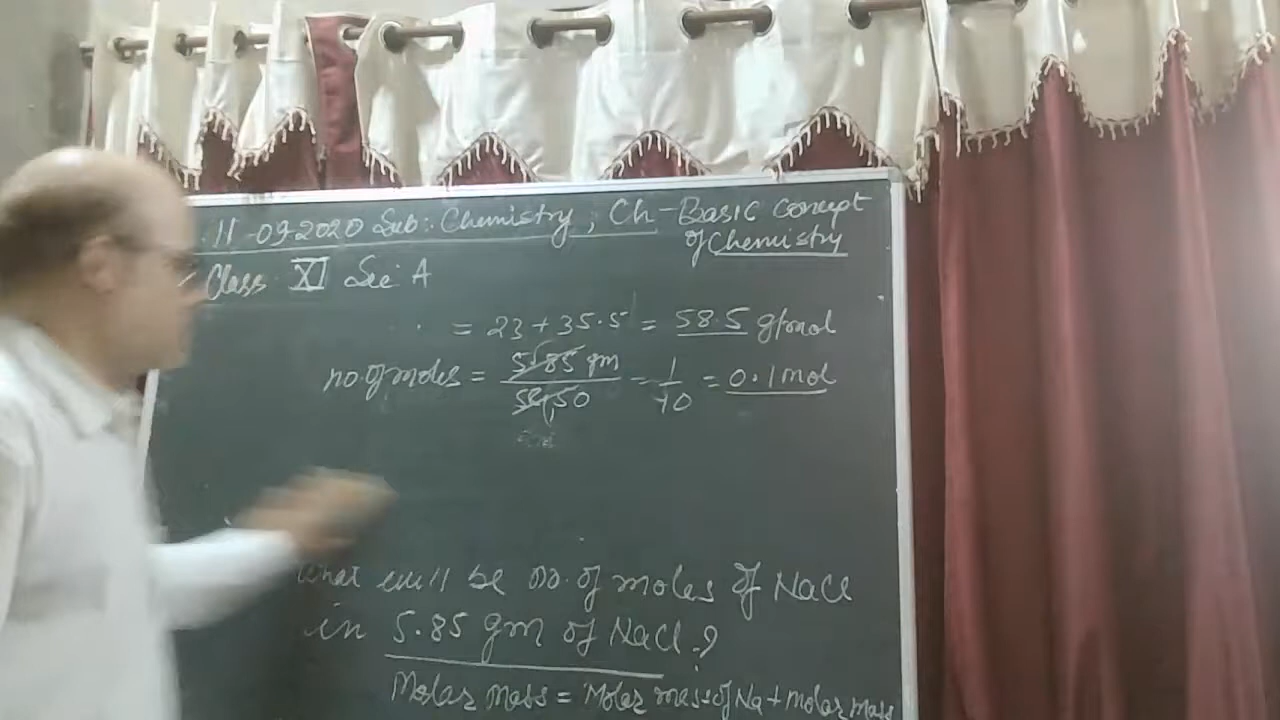 11-09-2020 Sub: Chemistry, Ch-Basic concept
of Chemistry
Class XI Sec A
= 23 + 35.5 = 58.5 g/mol
no. of moles = 5.85 gm / 58.50 = 1/10 = 0.1 mol
What will be no. of moles of NaCl
in 5.85 gm of NaCl ?
Molar mass = Molar mass of Na + molar mass